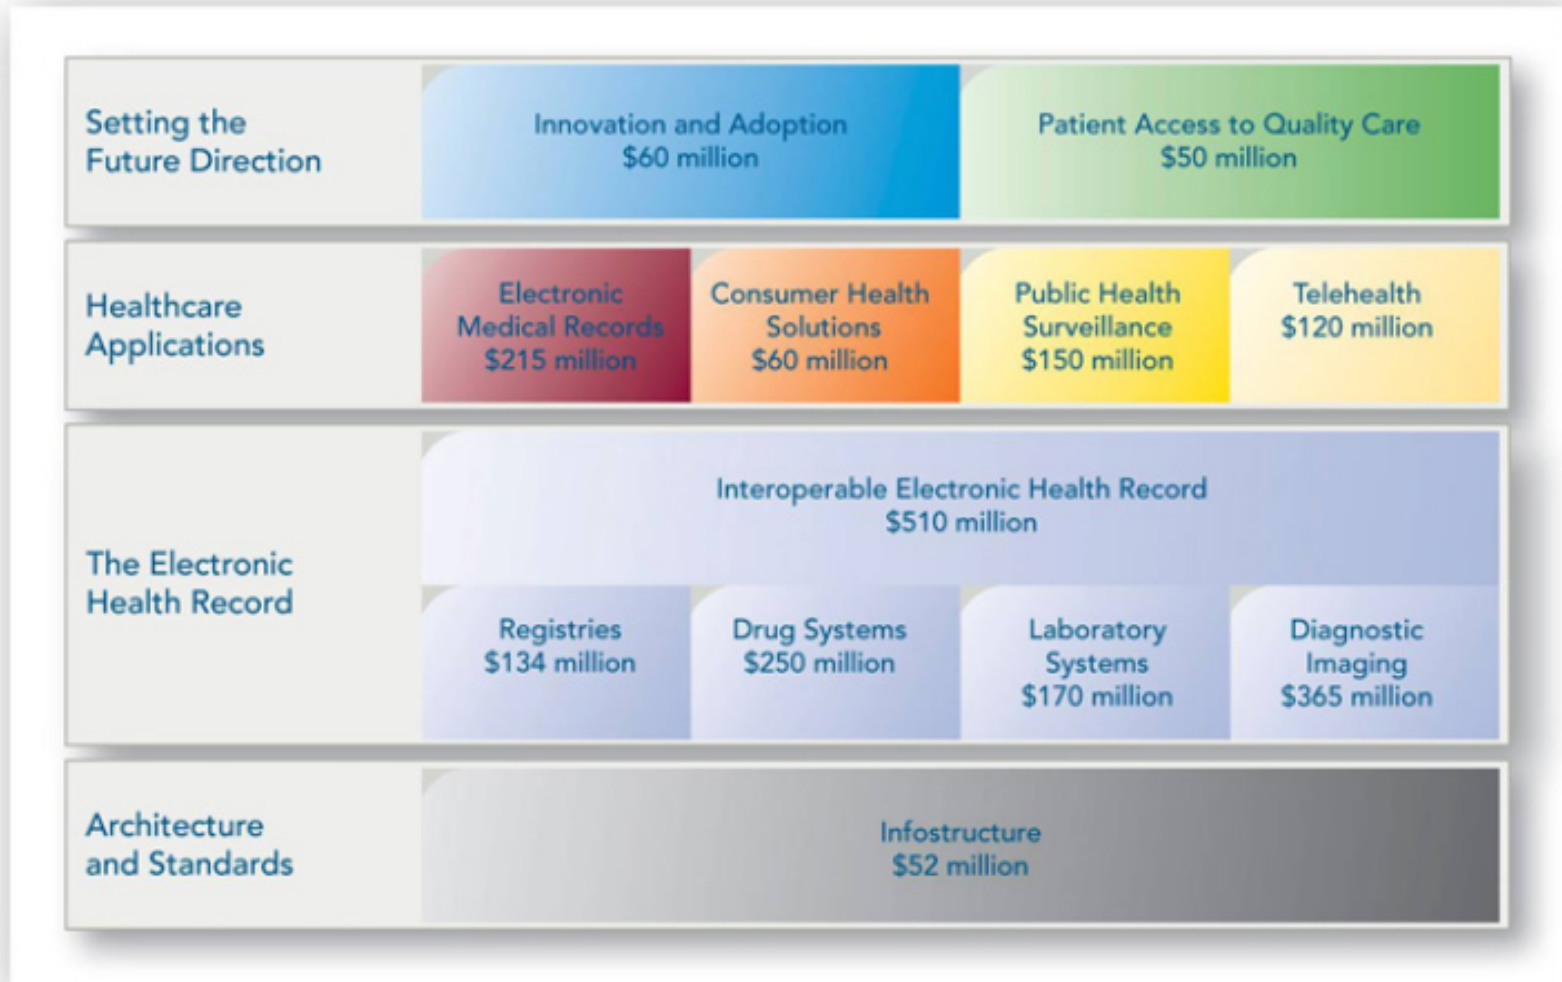 Setting the
Future Direction
Innovation and Adoption
$60 million
Patient Access to Quality Care
$50 million
Healthcare
Applications
Electronic
Medical Records
$215 million
Consumer Health
Solutions
$60 million
Public Health
Surveillance
$150 million
Telehealth
$120 million
The Electronic
Health Record
Interoperable Electronic Health Record
$510 million
Registries
$134 million
Drug Systems
$250 million
Laboratory
Systems
$170 million
Diagnostic
Imaging
$365 million
Architecture
and Standards
Infostructure
$52 million